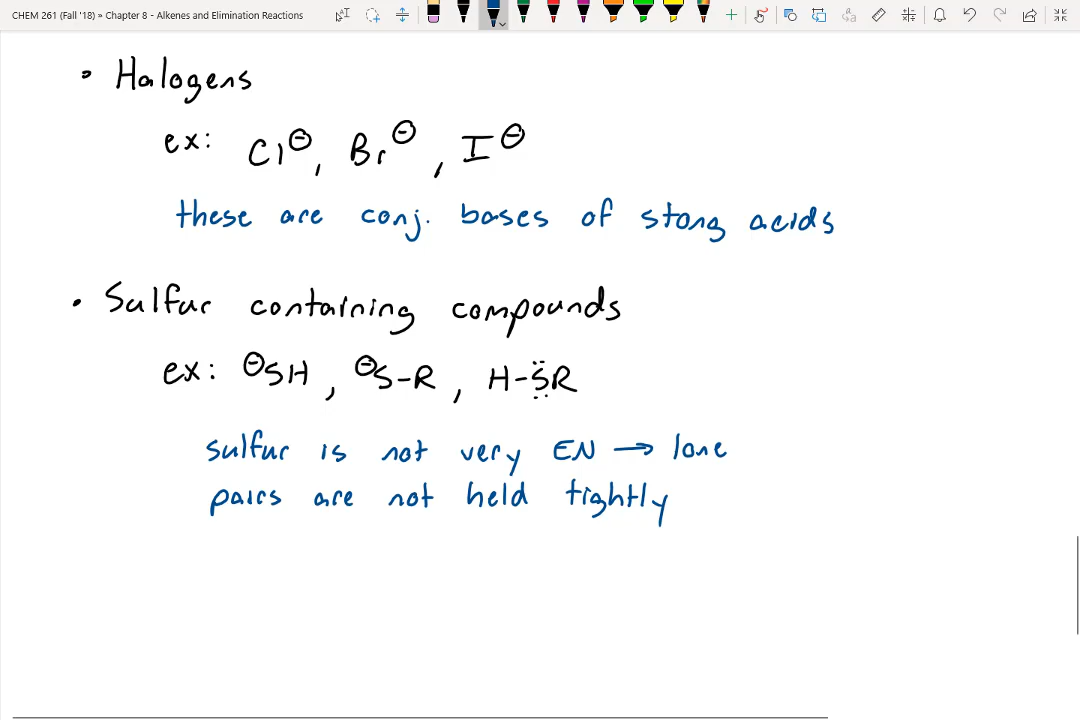 CHEM 261 (Fall '18) » Chapter 8 - Alkenes and Elimination Reactions
• Halogens
ex: Cl⊖, Br⊖, I⊖
these are conj. bases of stong acids
• Sulfur containing compounds
ex: ⊖SH, ⊖S-R, H-S̤̈R
sulfur is not very EN → lone
pairs are not held tightly